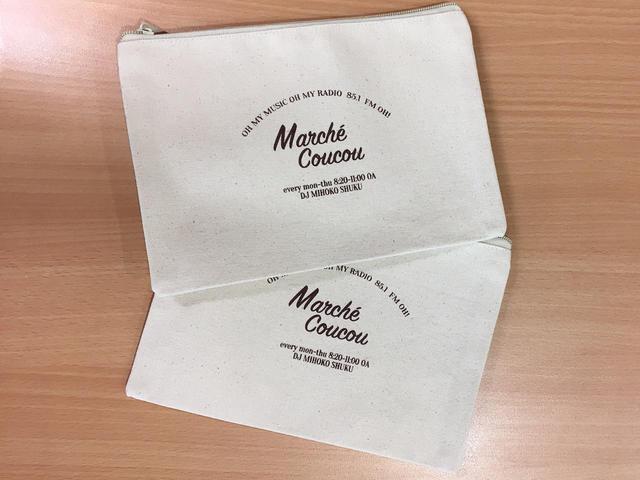 OH MY MUSIC OH MY RADIO 85.1 FM OH!
Marché
Coucou
every mon-thu 8:20-11:00 OA
DJ MIHOKO SHUKU
OH MY RADIO 85.1 FM OH!
Marché
Coucou
every mon-thu 8:20-11:00 OA
DJ MIHOKO SHUKU